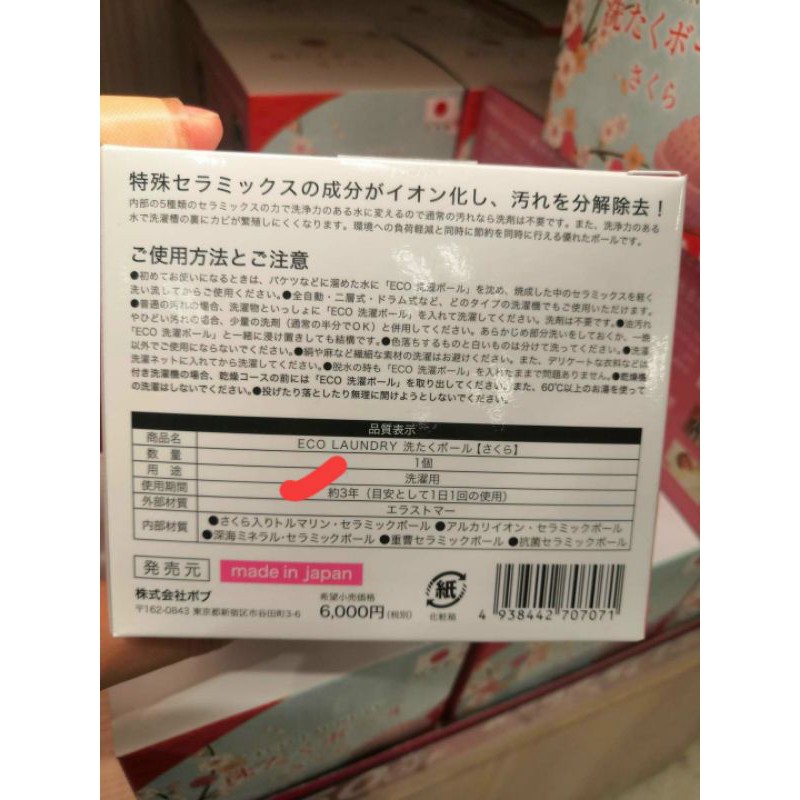 洗たくボー
さくら
特殊セラミックスの成分がイオン化し、汚れを分解除去！
内部の5種類のセラミックスの力で洗浄力のある水に変えるので通常の汚れなら洗剤は不要です。また、洗浄力のある
水で洗濯槽の裏にカビが繁殖しにくくなります。環境への負荷軽減と同時に節約を同時に行える優れたボールです。
ご使用方法とご注意
●初めてお使いになるときは、バケツなどに溜めた水に「ECO 洗濯ボール」を沈め、焼成した中のセラミックスを軽く
洗い流してからご使用ください。●全自動・二層式・ドラム式など、どのタイプの洗濯機でもご使用いただけます。
●普通の汚れの場合、洗濯物といっしょに「ECO 洗濯ボール」を入れて洗濯してください。洗剤は不要です。●油汚れ
やひどい汚れの場合、少量の洗剤（通常の半分でOK）と併用してください。あらかじめ部分洗いをしておくか、一晩
「ECO 洗濯ボール」と一緒に浸け置きしても結構です。●色落ちするものと白いものは分けて洗ってください。●洗濯
以外でご使用にならないでください。●絹や麻など繊細な素材の洗濯はお避けください。また、デリケートな衣料などは
洗濯ネットに入れてから洗濯してください。●脱水の時も「ECO 洗濯ボール」を入れたままで問題ありません。●乾燥機
付き洗濯機の場合、乾燥コースの前には「ECO 洗濯ボール」を取り出してください。また、60℃以上のお湯を使って
の洗濯はしないでください。●投げたり落としたり無理に開けようとしないでください。
品質表示
商品名 ECO LAUNDRY 洗たくボール【さくら】
数量 1個
用途 洗濯用
使用期間 約3年（目安として1日1回の使用）
外部材質 エラストマー
内部材質 ●さくら入りトルマリン・セラミックボール ●アルカリイオン・セラミックボール
●深海ミネラル・セラミックボール ●重曹セラミックボール ●抗菌セラミックボール
発売元 made in japan
株式会社ボブ
〒162-0843 東京都新宿区市谷田町3-6
希望小売価格
6,000円(税別)
紙
化粧箱
4 938442 707071